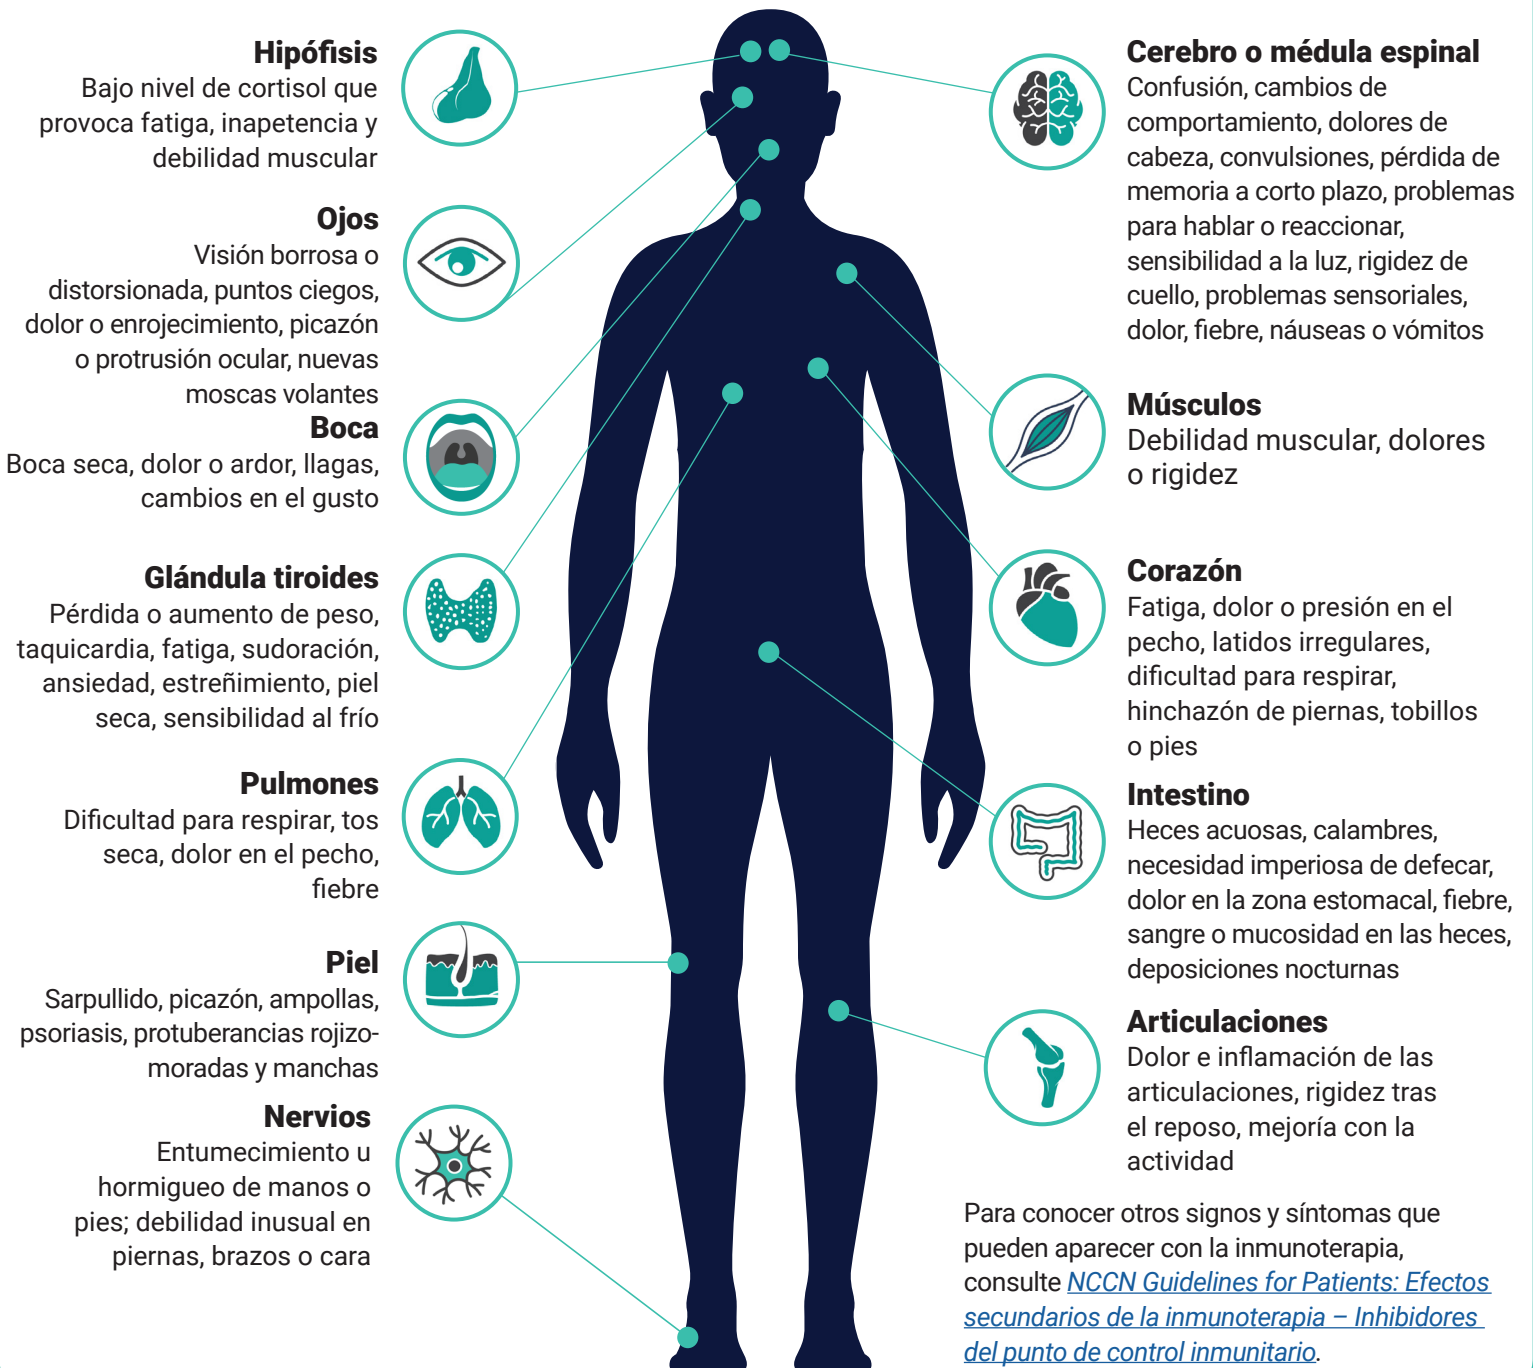 Hipófisis
Bajo nivel de cortisol que
provoca fatiga, inapetencia y
debilidad muscular
Ojos
Visión borrosa o
distorsionada, puntos ciegos,
dolor o enrojecimiento, picazón
o protrusión ocular, nuevas
moscas volantes
Boca
Boca seca, dolor o ardor, llagas,
cambios en el gusto
Glándula tiroides
Pérdida o aumento de peso,
taquicardia, fatiga, sudoración,
ansiedad, estreñimiento, piel
seca, sensibilidad al frío
Pulmones
Dificultad para respirar, tos
seca, dolor en el pecho,
fiebre
Piel
Sarpullido, picazón, ampollas,
psoriasis, protuberancias rojizo-
moradas y manchas
Nervios
Entumecimiento u
hormigueo de manos o
pies; debilidad inusual en
piernas, brazos o cara
Cerebro o médula espinal
Confusión, cambios de
comportamiento, dolores de
cabeza, convulsiones, pérdida de
memoria a corto plazo, problemas
para hablar o reaccionar,
sensibilidad a la luz, rigidez de
cuello, problemas sensoriales,
dolor, fiebre, náuseas o vómitos
Músculos
Debilidad muscular, dolores
o rigidez
Corazón
Fatiga, dolor o presión en el
pecho, latidos irregulares,
dificultad para respirar,
hinchazón de piernas, tobillos
o pies
Intestino
Heces acuosas, calambres,
necesidad imperiosa de defecar,
dolor en la zona estomacal, fiebre,
sangre o mucosidad en las heces,
deposiciones nocturnas
Articulaciones
Dolor e inflamación de las
articulaciones, rigidez tras
el reposo, mejoría con la
actividad
Para conocer otros signos y síntomas que
pueden aparecer con la inmunoterapia,
consulte NCCN Guidelines for Patients: Efectos
secundarios de la inmunoterapia – Inhibidores
del punto de control inmunitario.